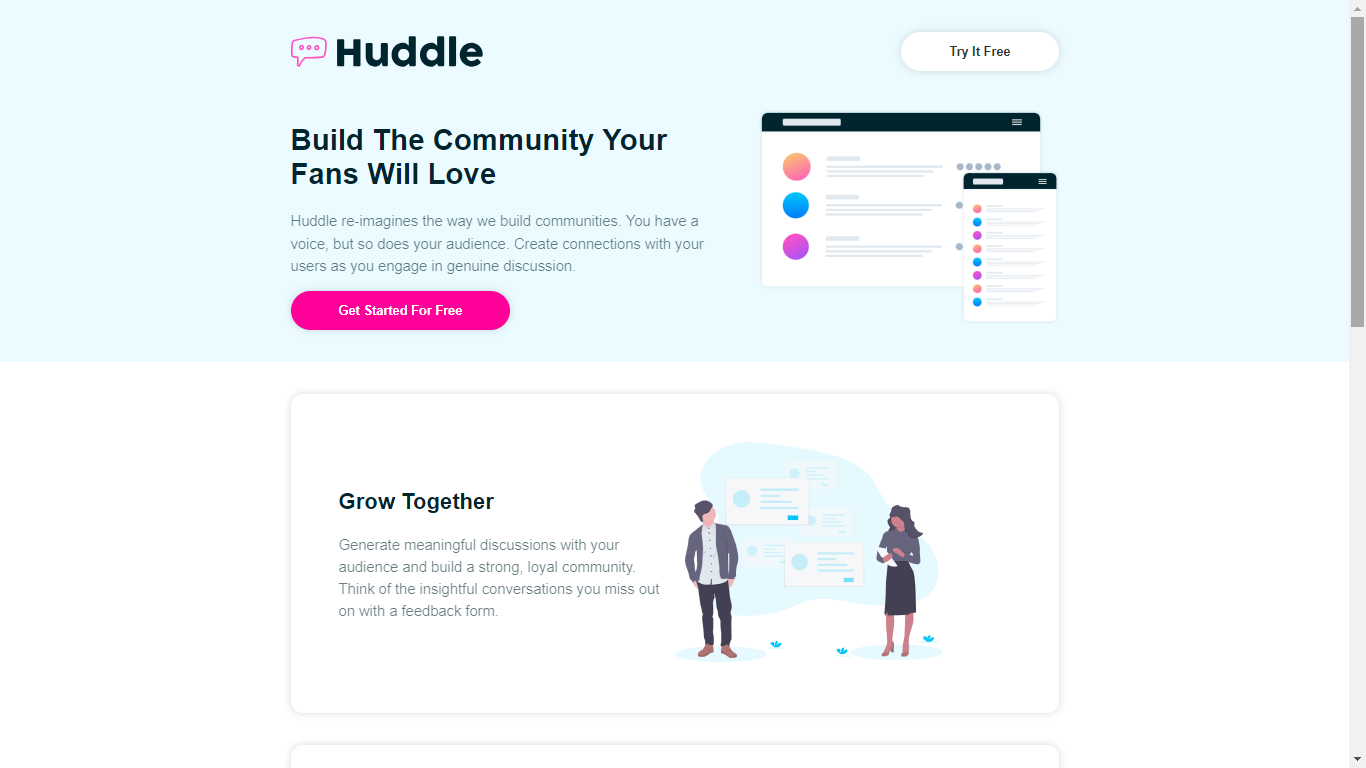 Huddle
Try It Free
Build The Community Your
Fans Will Love
Huddle re-imagines the way we build communities. You have a
voice, but so does your audience. Create connections with your
users as you engage in genuine discussion.
Get Started For Free
Grow Together
Generate meaningful discussions with your
audience and build a strong, loyal community.
Think of the insightful conversations you miss out
on with a feedback form.